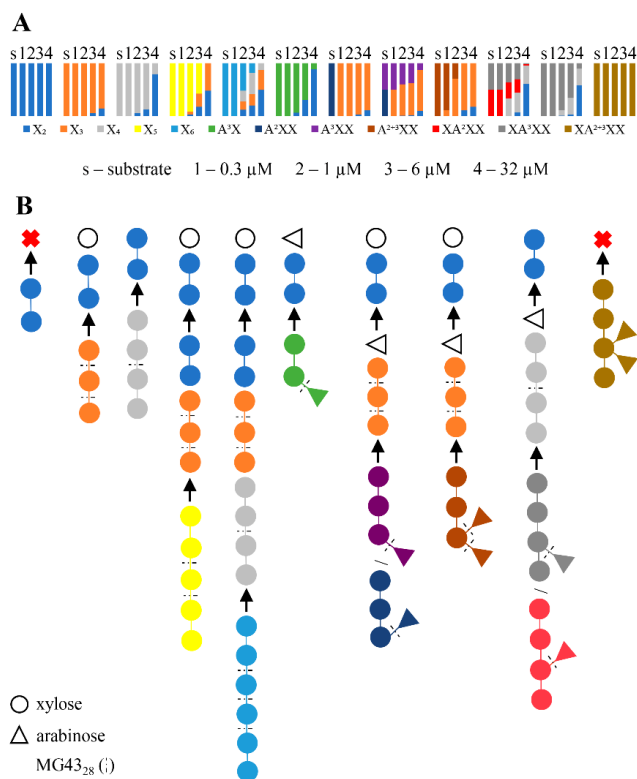 A
s1234 s1234 s1234 s1234 s1234 s1234 s1234 s1234 s1234 s1234 s1234 s1234
X₂ X₃ X₄ X₅ X₆ A³X A²XX A³XX A²⁺³XX XA²XX XA³XX XA²⁺³XX
s – substrate 1 – 0.3 µM 2 – 1 µM 3 – 6 µM 4 – 32 µM
B
xylose
arabinose
MG43₂₈ (¦)